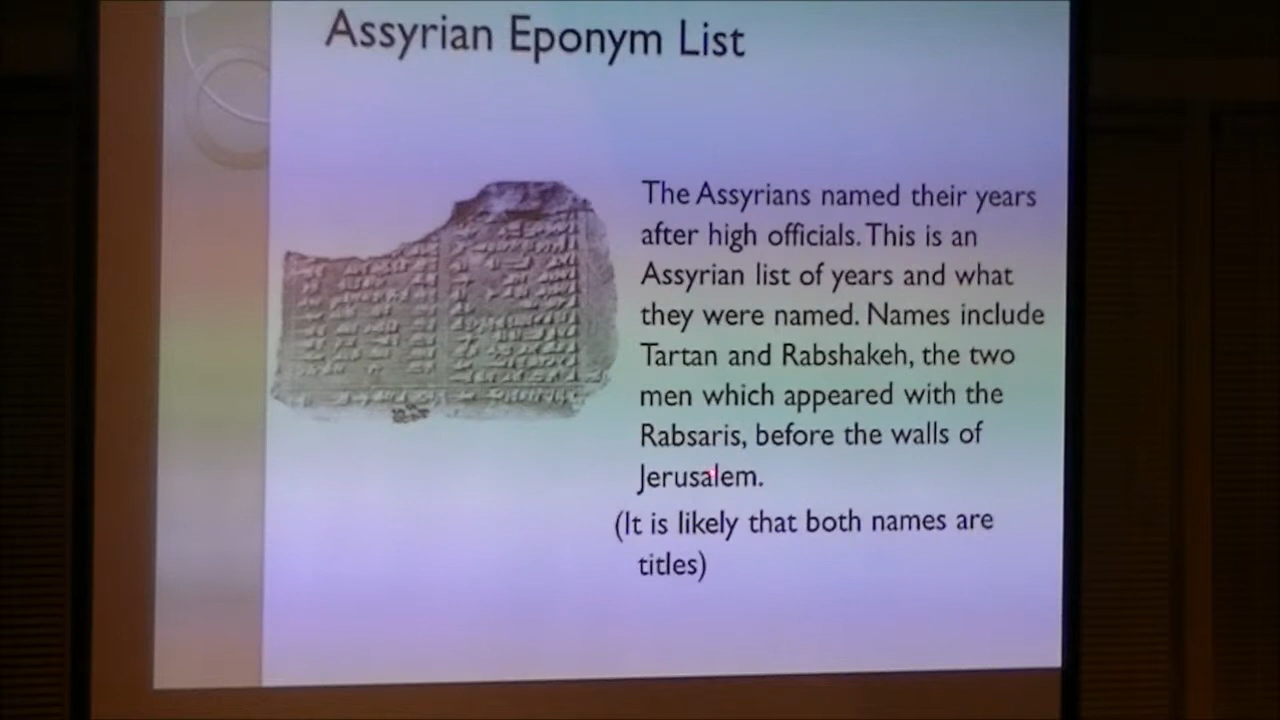 Assyrian Eponym List
The Assyrians named their years
after high officials. This is an
Assyrian list of years and what
they were named. Names include
Tartan and Rabshakeh, the two
men which appeared with the
Rabsaris, before the walls of
Jerusalem.
(It is likely that both names are
titles)